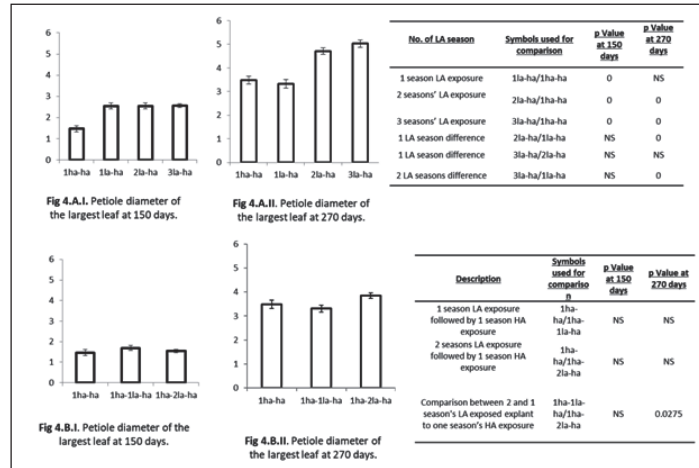 6
5
4
3
2
1
0
1ha-ha 1la-ha 2la-ha 3la-ha
Fig 4.A.I. Petiole diameter of
the largest leaf at 150 days.
6
5
4
3
2
1
0
1ha-ha 1la-ha 2la-ha 3la-ha
Fig 4.A.II. Petiole diameter of
the largest leaf at 270 days.
No. of LA season Symbols used for comparison p Value at 150 days p Value at 270 days
1 season LA exposure 1la-ha/1ha-ha 0 NS
2 seasons' LA exposure 2la-ha/1ha-ha 0 0
3 seasons' LA exposure 3la-ha/1ha-ha 0 0
1 LA season difference 2la-ha/1la-ha NS 0
1 LA season difference 3la-ha/2la-ha NS NS
2 LA seasons difference 3la-ha/1la-ha NS 0
6
5
4
3
2
1
0
1ha-ha 1ha-1la-ha 1ha-2la-ha
Fig 4.B.I. Petiole diameter of the
largest leaf at 150 days.
6
5
4
3
2
1
0
1ha-ha 1ha-1la-ha 1ha-2la-ha
Fig 4.B.II. Petiole diameter of
the largest leaf at 270 days.
Description Symbols used for compariso n p Value at 150 days p Value at 270 days
1 season LA exposure followed by 1 season HA exposure 1ha-ha/1ha-1la-ha NS NS
2 seasons LA exposure followed by 1 season HA exposure 1ha-ha/1ha-2la-ha NS NS
Comparison between 2 and 1 season's LA exposed explant to one season's HA exposure 1ha-1la-ha/1ha-2la-ha NS 0.0275